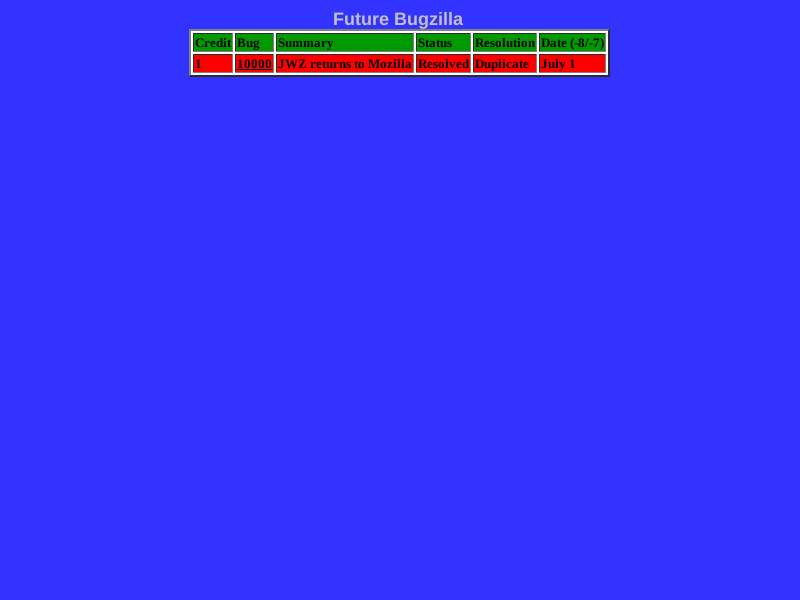 Future Bugzilla
Credit Bug Summary Status Resolution Date (-8/-7)
1 10000 JWZ returns to Mozilla Resolved Duplicate July 1